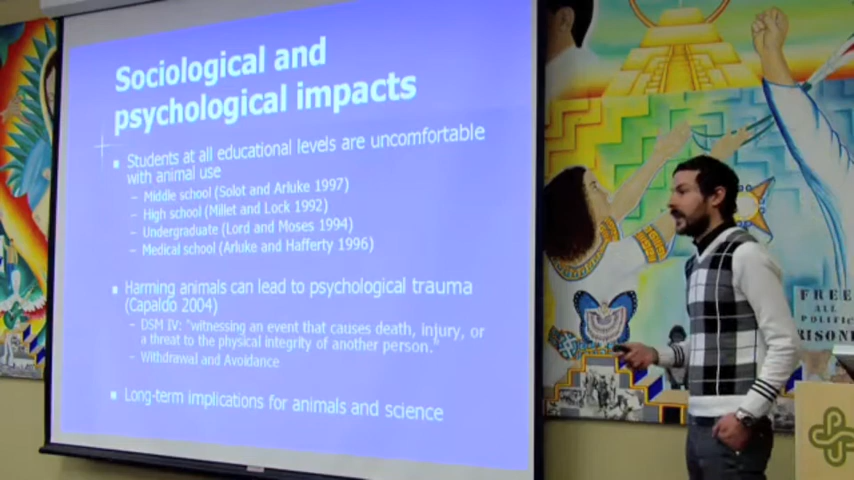 Sociological and
psychological impacts
▪ Students at all educational levels are uncomfortable
with animal use
– Middle school (Solot and Arluke 1997)
– High school (Millet and Lock 1992)
– Undergraduate (Lord and Moses 1994)
– Medical school (Arluke and Hafferty 1996)
▪ Harming animals can lead to psychological trauma
(Capaldo 2004)
– DSM IV: "witnessing an event that causes death, injury, or
a threat to the physical integrity of another person."
– Withdrawal and Avoidance
▪ Long-term implications for animals and science
FREE
ALL
POLITIC
RISON